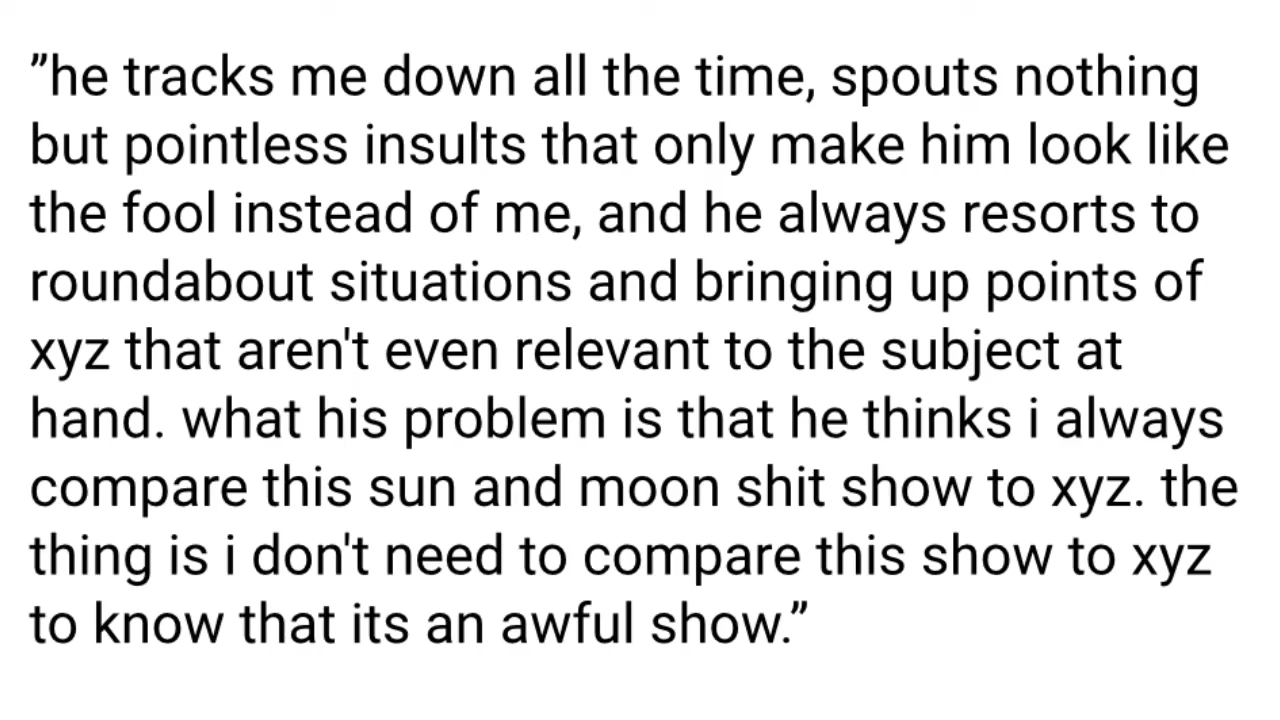 ”he tracks me down all the time, spouts nothing
but pointless insults that only make him look like
the fool instead of me, and he always resorts to
roundabout situations and bringing up points of
xyz that aren't even relevant to the subject at
hand. what his problem is that he thinks i always
compare this sun and moon shit show to xyz. the
thing is i don't need to compare this show to xyz
to know that its an awful show.”